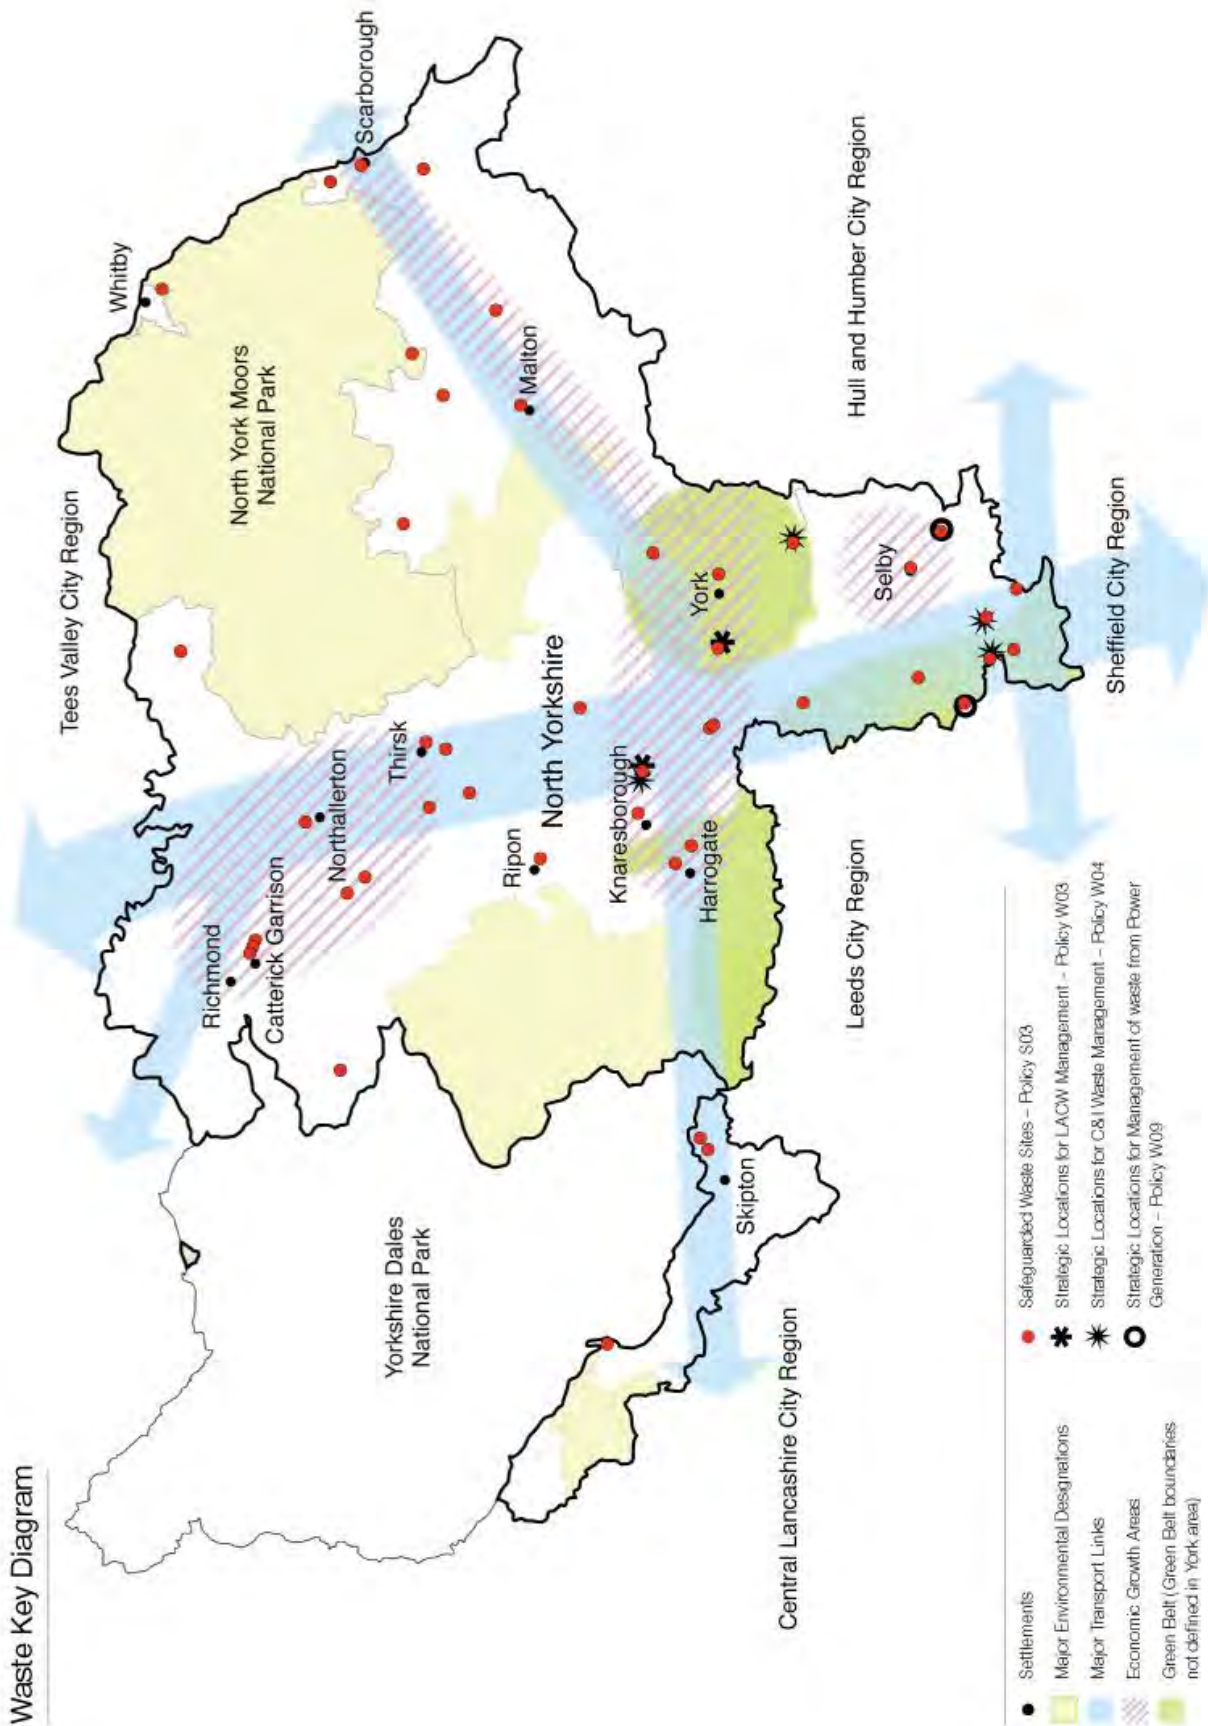 Waste Key Diagram
Tees Valley City Region
Whitby
Scarborough
North York Moors
National Park
Richmond
Catterick Garrison
Northallerton
Thirsk
Malton
Yorkshire Dales
National Park
Ripon
North Yorkshire
Knaresborough
Harrogate
York
Skipton
Selby
Central Lancashire City Region
Leeds City Region
Hull and Humber City Region
Sheffield City Region
Settlements
Major Environmental Designations
Major Transport Links
Economic Growth Areas
Green Belt (Green Belt boundaries
not defined in York area)
Safeguarded Waste Sites – Policy S03
Strategic Locations for LACW Management – Policy W03
Strategic Locations for C&I Waste Management – Policy W04
Strategic Locations for Management of waste from Power
Generation – Policy W09